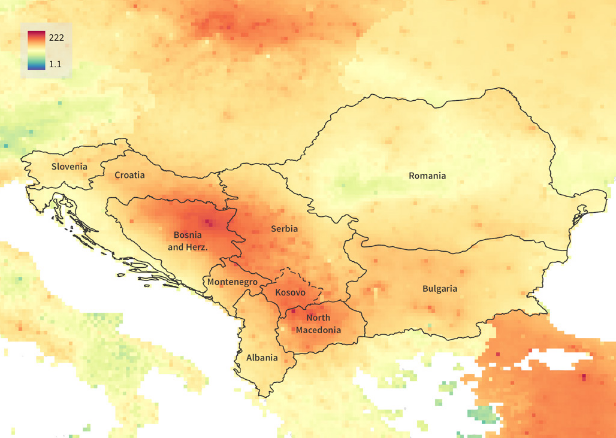 222
1.1
Slovenia
Croatia
Romania
Bosnia
and Herz.
Serbia
Montenegro
Kosovo
Bulgaria
North
Macedonia
Albania